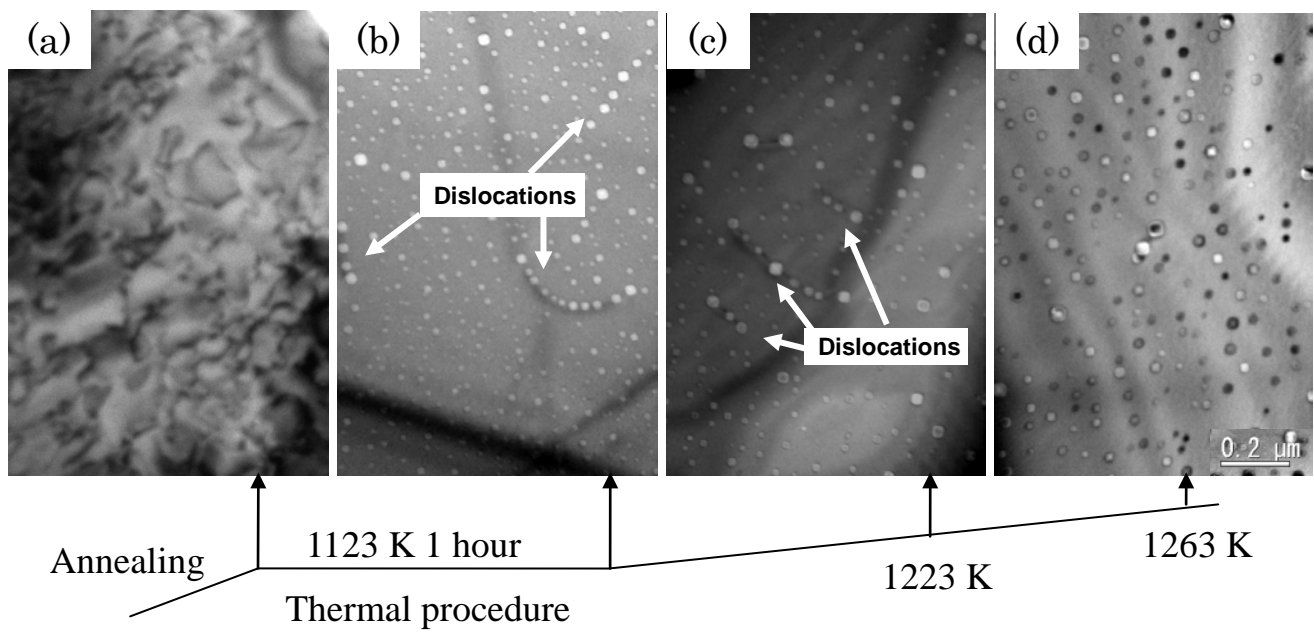 (a)
(b)
(c)
(d)
Dislocations
Dislocations
0.2 μm
Annealing
1123 K 1 hour
1223 K
1263 K
Thermal procedure